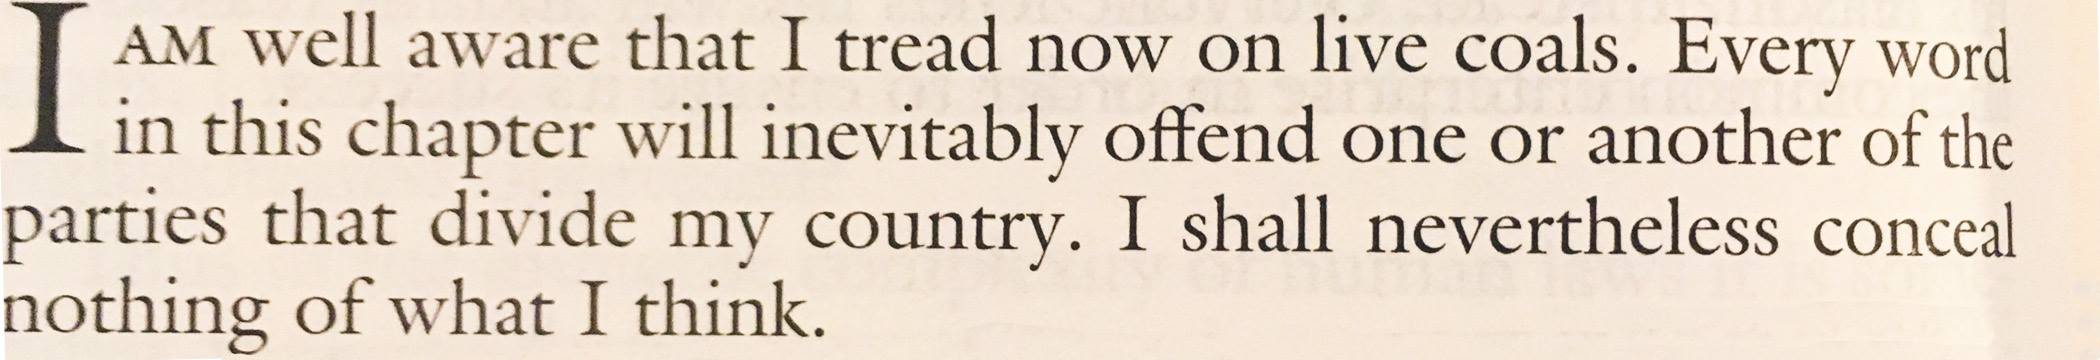 I AM well aware that I tread now on live coals. Every word
in this chapter will inevitably offend one or another of the
parties that divide my country. I shall nevertheless conceal
nothing of what I think.